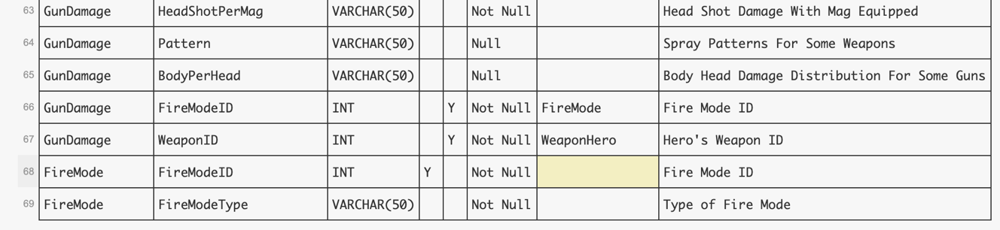 63 GunDamage HeadShotPerMag VARCHAR(50) Not Null Head Shot Damage With Mag Equipped
64 GunDamage Pattern VARCHAR(50) Null Spray Patterns For Some Weapons
65 GunDamage BodyPerHead VARCHAR(50) Null Body Head Damage Distribution For Some Guns
66 GunDamage FireModeID INT Y Not Null FireMode Fire Mode ID
67 GunDamage WeaponID INT Y Not Null WeaponHero Hero's Weapon ID
68 FireMode FireModeID INT Y Not Null Fire Mode ID
69 FireMode FireModeType VARCHAR(50) Not Null Type of Fire Mode